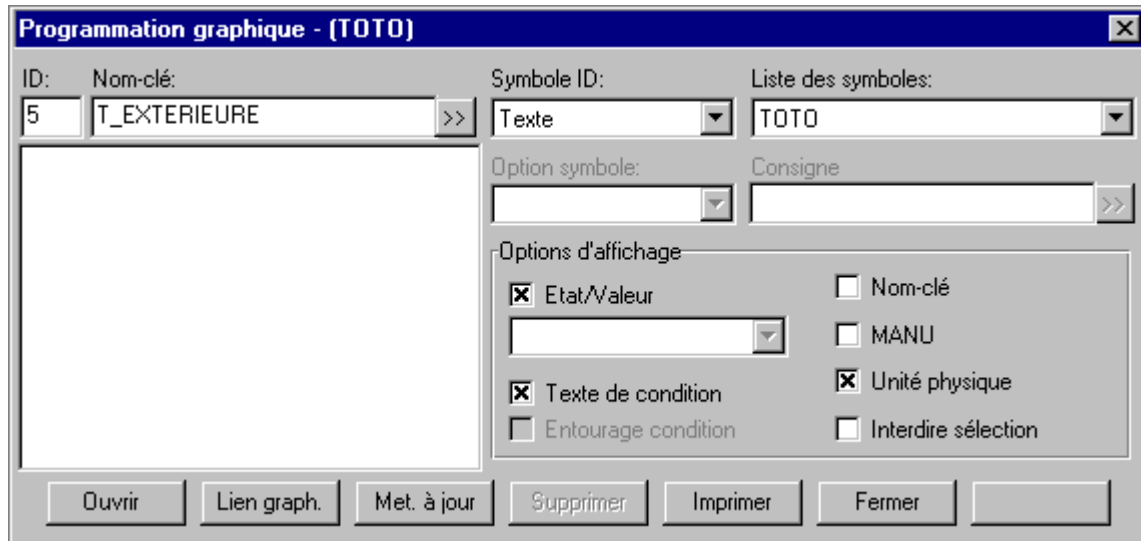 Programmation graphique - (TOTO)
ID: Nom-clé: Symbole ID: Liste des symboles:
5 T_EXTERIEURE >> Texte TOTO
Option symbole: Consigne
>>
Options d'affichage
Etat/Valeur Nom-clé
MANU
Texte de condition Unité physique
Entourage condition Interdire sélection
Ouvrir Lien graph. Met. à jour Supprimer Imprimer Fermer